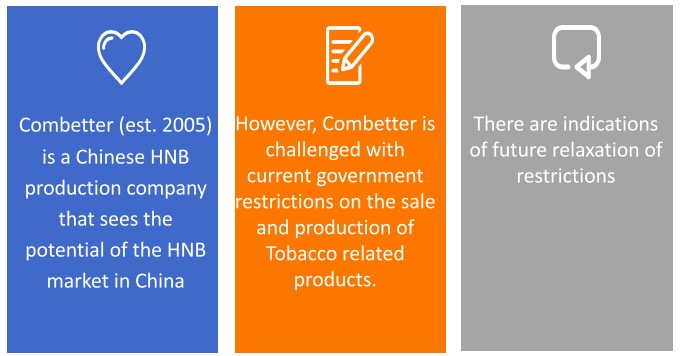 Combetter (est. 2005)
is a Chinese HNB
production company
that sees the
potential of the HNB
market in China
However, Combetter is
challenged with
current government
restrictions on the sale
and production of
Tobacco related
products.
There are indications
of future relaxation of
restrictions